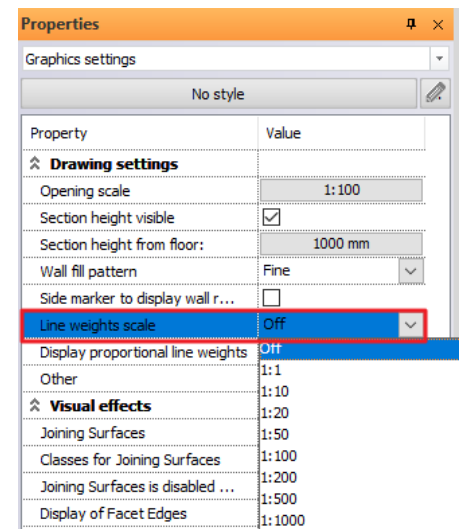 Properties
Graphics settings
No style
Property Value
Drawing settings
Opening scale 1:100
Section height visible
Section height from floor: 1000 mm
Wall fill pattern Fine
Side marker to display wall r...
Line weights scale Off
Display proportional line weights Off
1:1
Other 1:10
Visual effects 1:20
Joining Surfaces 1:50
Classes for Joining Surfaces 1:100
Joining Surfaces is disabled ... 1:200
1:500
Display of Facet Edges 1:1000